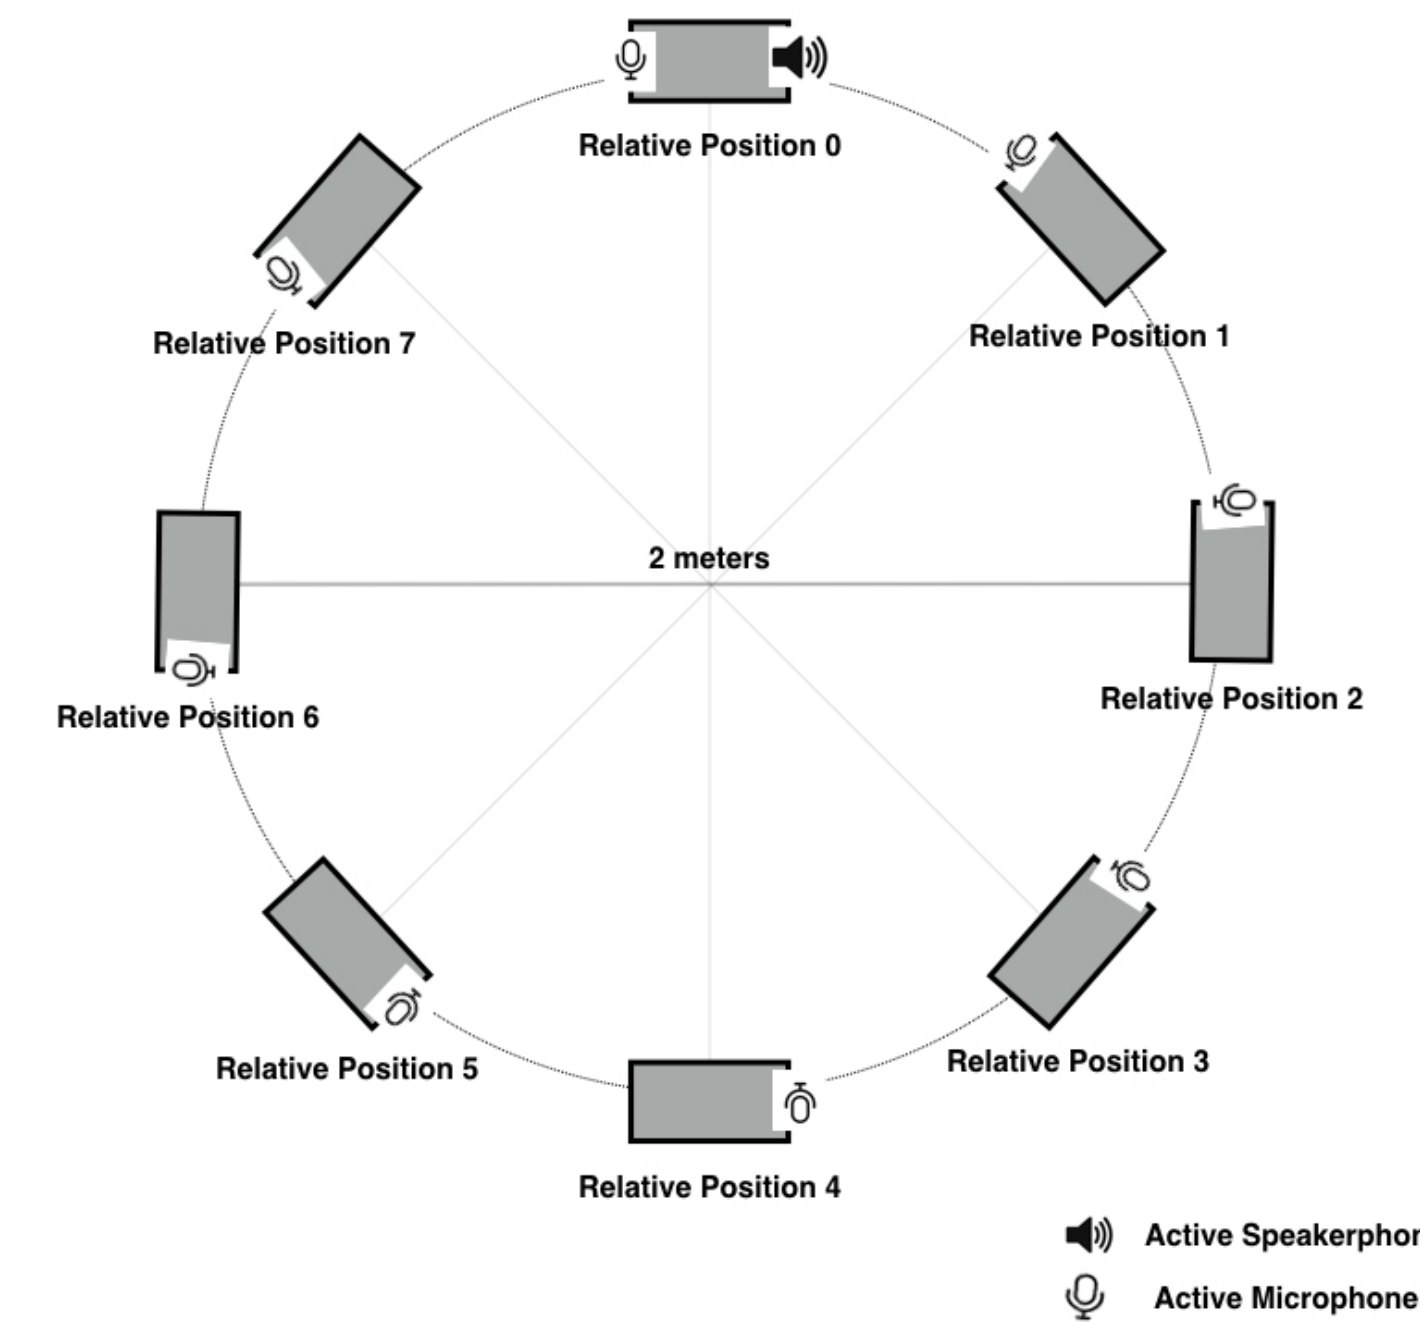 Relative Position 0
Relative Position 7
Relative Position 1
2 meters
Relative Position 2
Relative Position 6
Relative Position 3
Relative Position 5
Relative Position 4
Active Speakerphon
Active Microphone